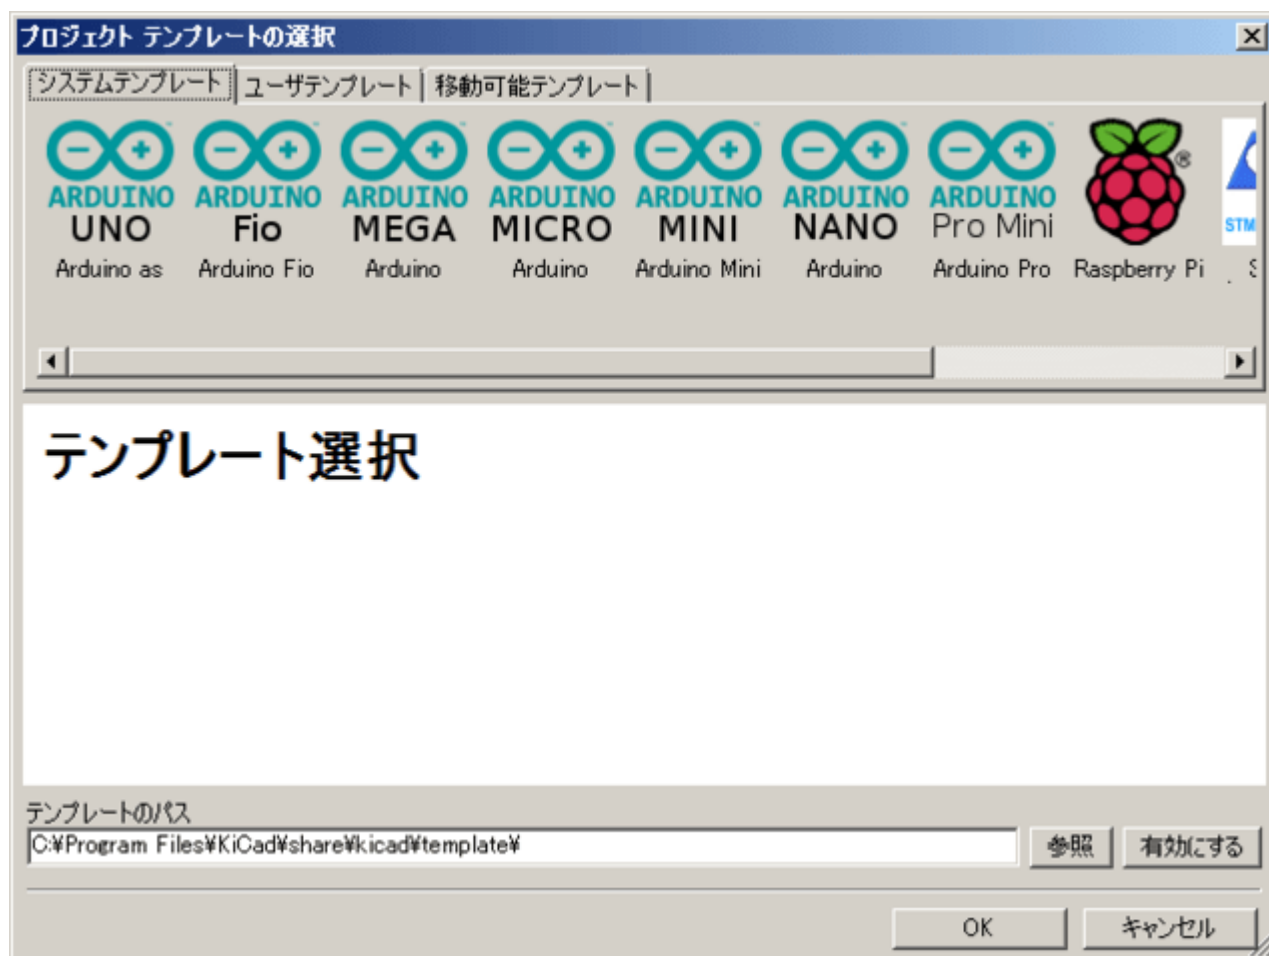 プロジェクト テンプレートの選択
システムテンプレート ユーザテンプレート 移動可能テンプレート
ARDUINO ARDUINO ARDUINO ARDUINO ARDUINO ARDUINO ARDUINO
UNO Fio MEGA MICRO MINI NANO Pro Mini STM
Arduino as Arduino Fio Arduino Arduino Arduino Mini Arduino Arduino Pro Raspberry Pi
テンプレート選択
テンプレートのパス
C:¥Program Files¥KiCad¥share¥kicad¥template¥ 参照 有効にする
OK キャンセル